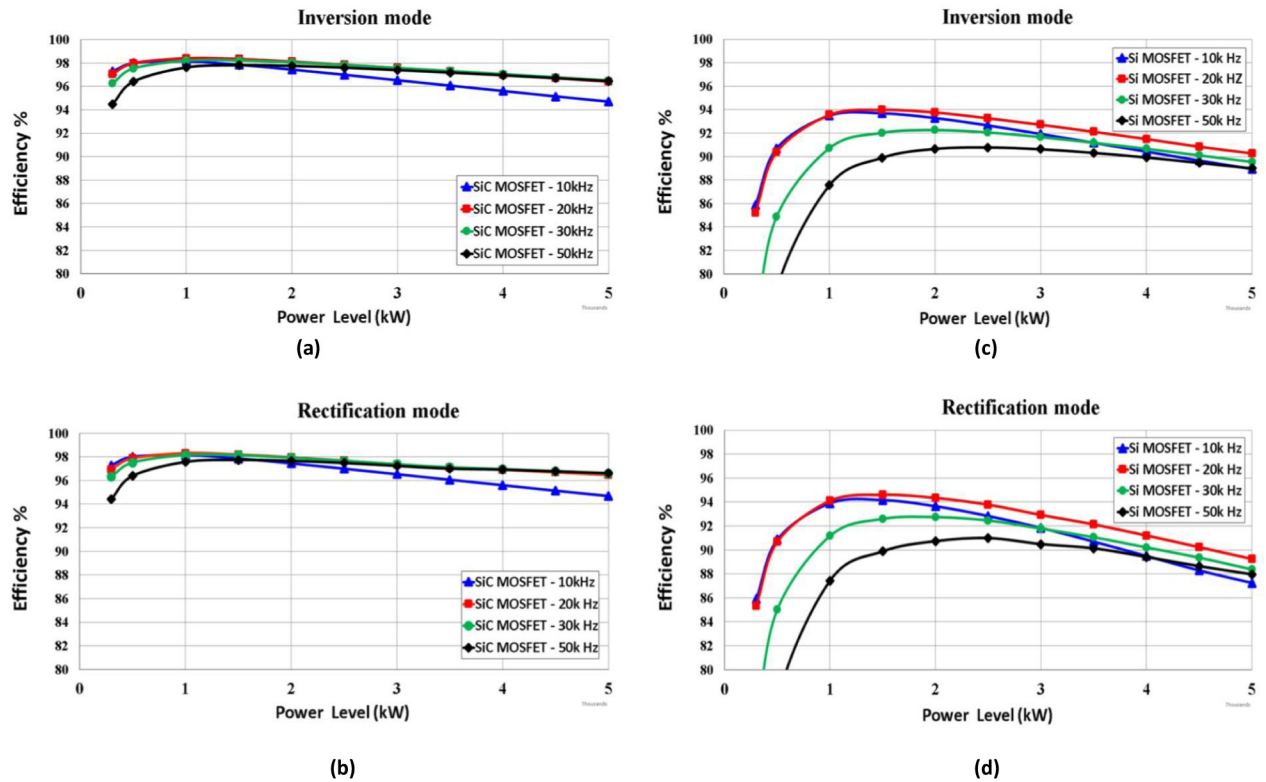 Inversion mode
100
98
96
94
92
90
88
86
84
82
80
Efficiency %
SiC MOSFET - 10kHz
SiC MOSFET - 20kHz
SiC MOSFET - 30kHz
SiC MOSFET - 50kHz
0 1 2 3 4 5
Thousands
Power Level (kW)
(a)
Inversion mode
100
98
96
94
92
90
88
86
84
82
80
Efficiency %
Si MOSFET - 10k Hz
Si MOSFET - 20k HZ
Si MOSFET - 30k Hz
Si MOSFET - 50k Hz
0 1 2 3 4 5
Thousands
Power Level (kW)
(c)
Rectification mode
100
98
96
94
92
90
88
86
84
82
80
Efficiency %
SiC MOSFET - 10kHz
SiC MOSFET - 20k Hz
SiC MOSFET - 30k Hz
SiC MOSFET - 50k Hz
0 1 2 3 4 5
Thousands
Power Level (kW)
(b)
Rectification mode
100
98
96
94
92
90
88
86
84
82
80
Efficiency %
Si MOSFET - 10k Hz
Si MOSFET - 20k Hz
Si MOSFET - 30k Hz
Si MOSFET - 50k Hz
0 1 2 3 4 5
Thousands
Power Level (kW)
(d)